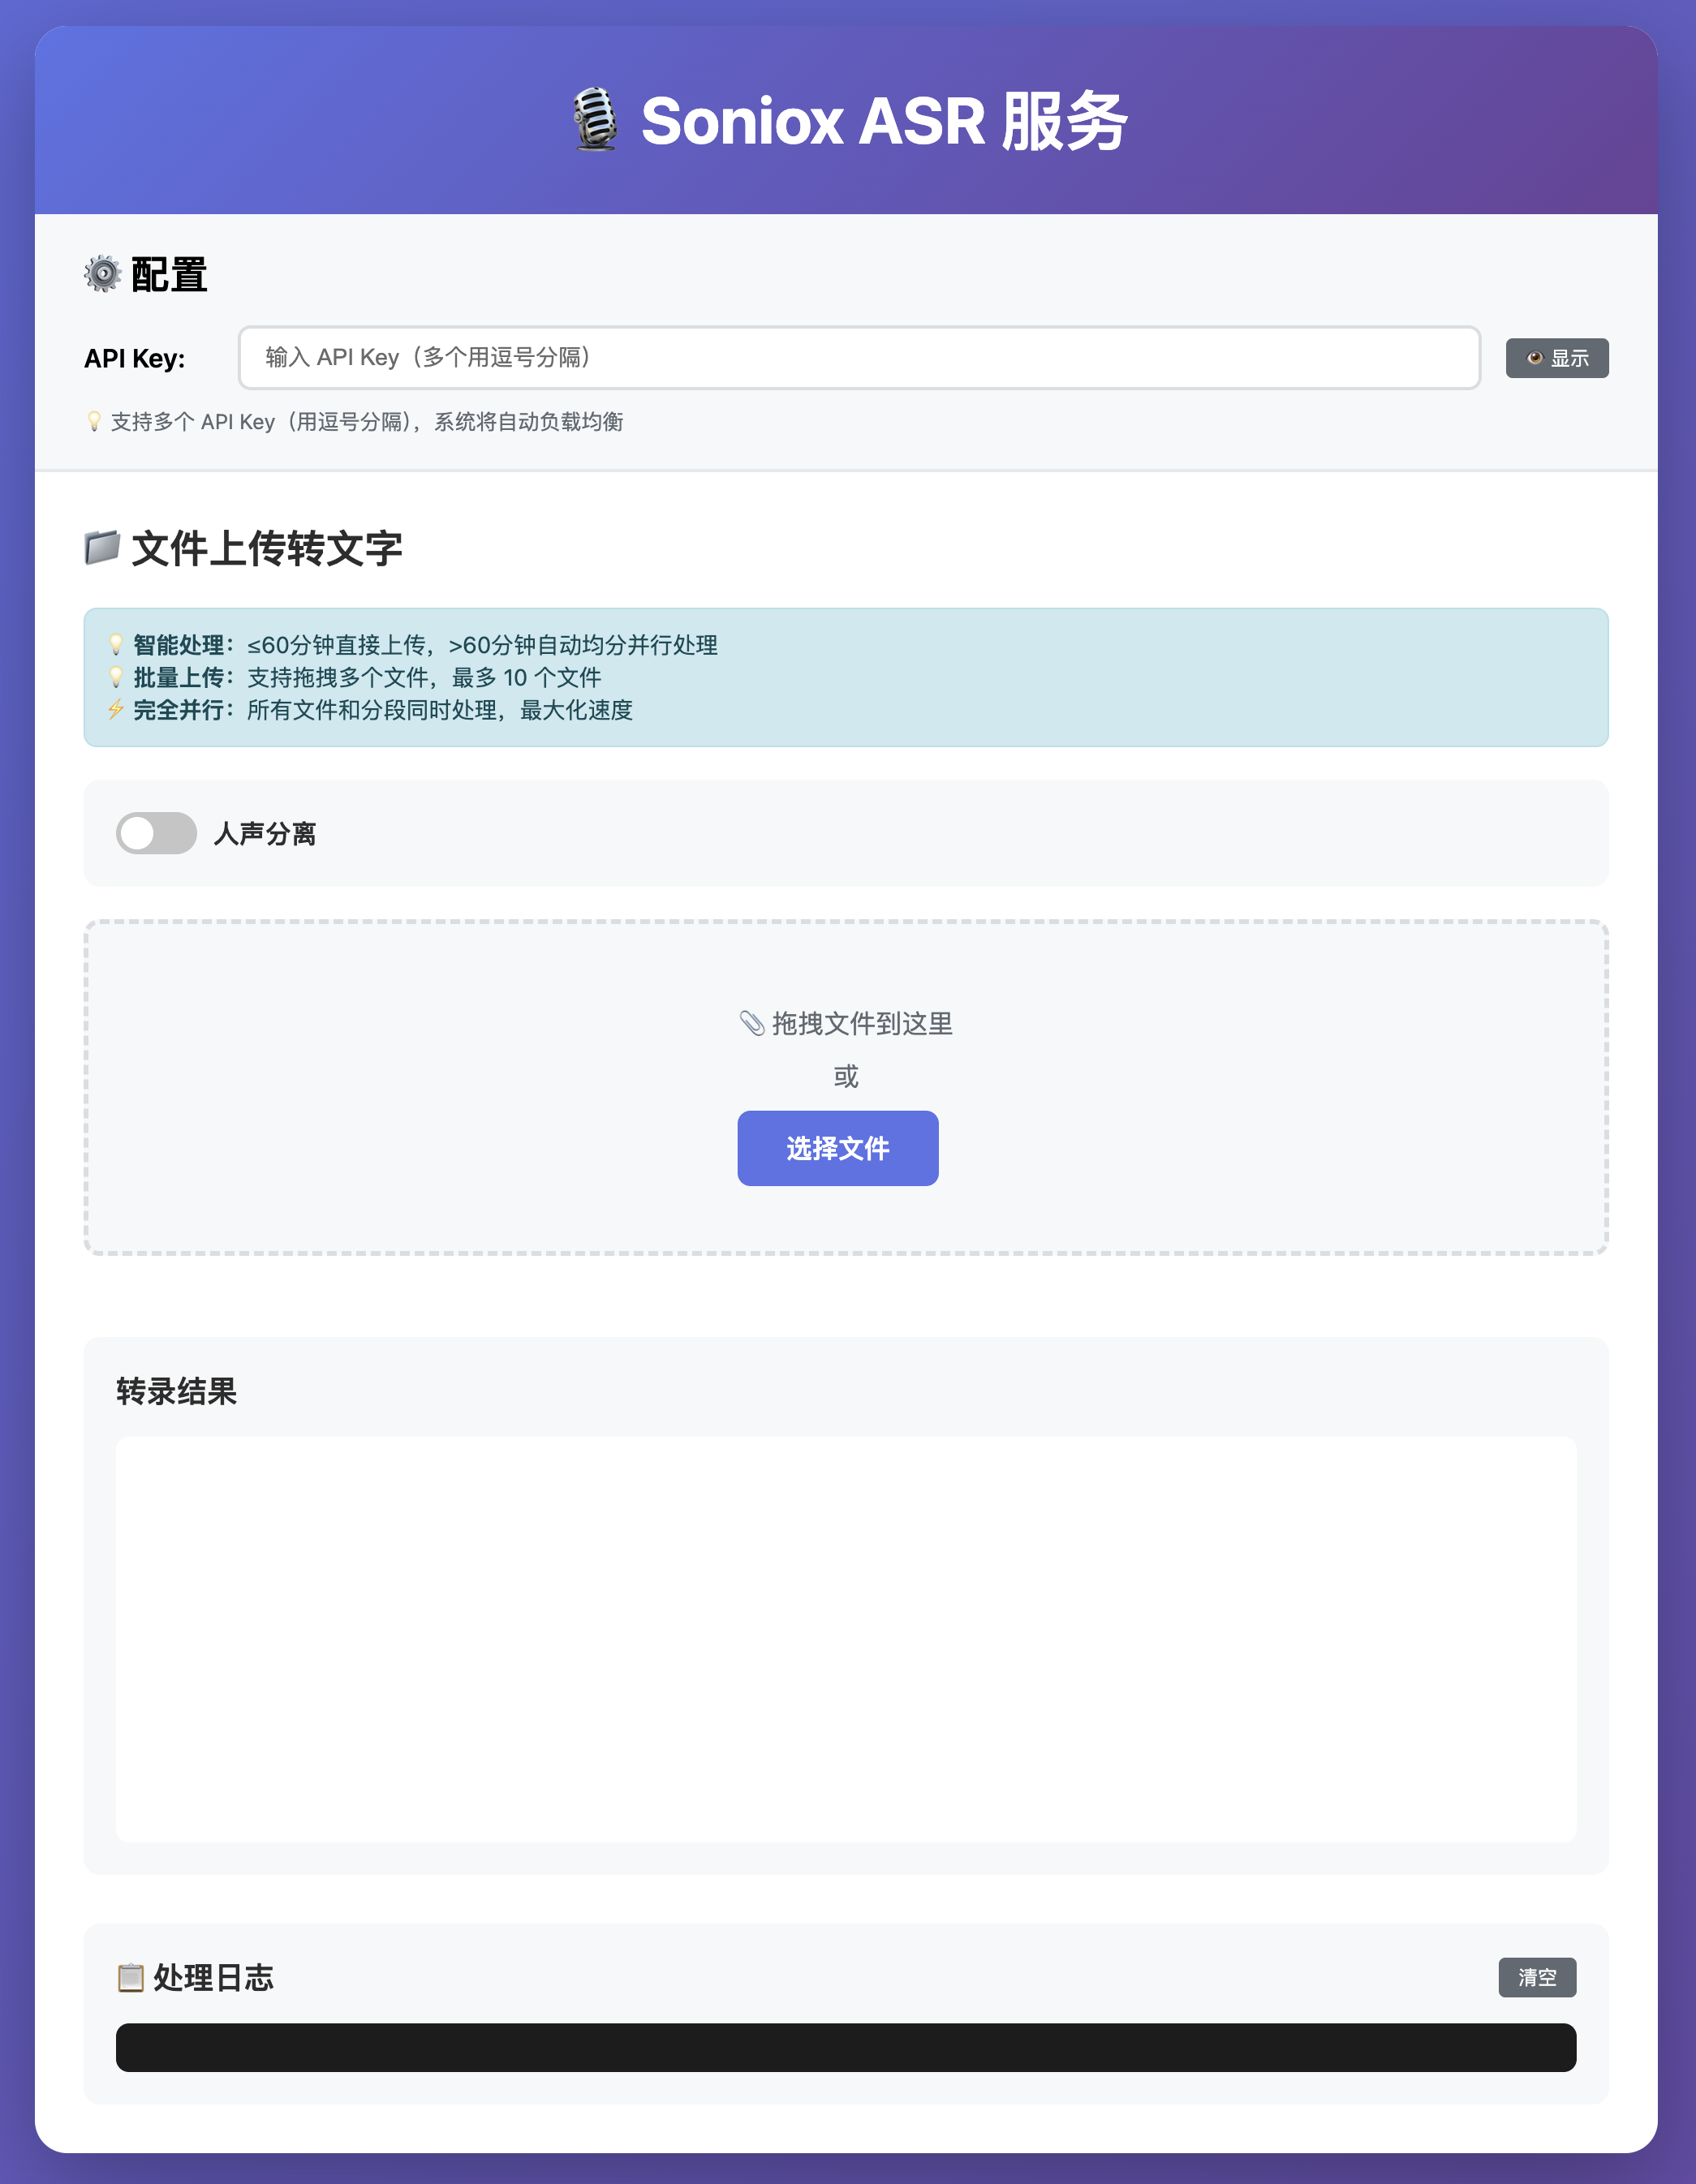 🎙️ Soniox ASR 服务
⚙️ 配置
API Key:
输入 API Key（多个用逗号分隔）
👁️ 显示
💡 支持多个 API Key（用逗号分隔），系统将自动负载均衡
📁 文件上传转文字
💡 智能处理：≤60分钟直接上传，>60分钟自动均分并行处理
💡 批量上传：支持拖拽多个文件，最多 10 个文件
⚡ 完全并行：所有文件和分段同时处理，最大化速度
人声分离
📎 拖拽文件到这里
或
选择文件
转录结果
📋 处理日志
清空